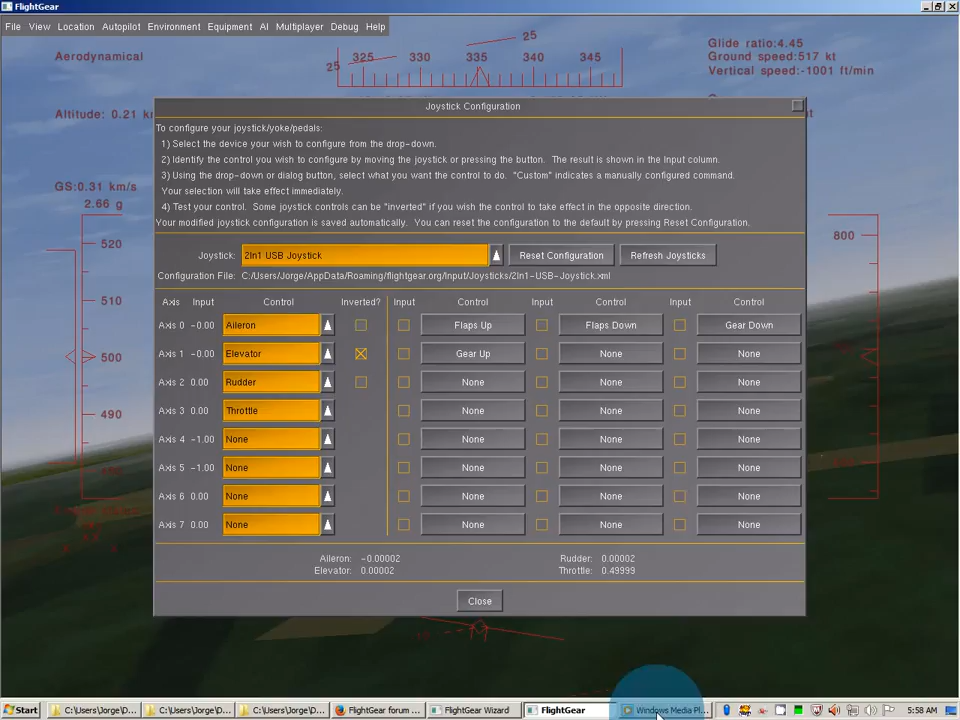 FlightGear
File View Location Autopilot Environment Equipment AI Multiplayer Debug Help
Aerodynamical
25
325 330 335 340 345
25
Glide ratio:4.45
Ground speed:517 kt
Vertical speed:-1001 ft/m
Joystick Configuration
Altitude: 0.21 k
To configure your joystick/yoke/pedals:
1) Select the device your wish to configure from the drop-down.
2) Identify the control you wish to configure by moving the joystick or pressing the button. The result is shown in the Input column.
3) Using the drop-down or dialog button, select what you want the control to do. "Custom" indicates a manually configured command.
Your selection will take effect immediately.
4) Test your control. Some joystick controls can be "inverted" if you wish the control to take effect in the opposite direction.
Your modified joystick configuration is saved automatically. You can reset the configuration to the default by pressing Reset Configuration.
GS:0.31 km/s
2.66 g
520
510
500
490
800
Joystick: 2In1 USB Joystick Reset Configuration Refresh Joysticks
Configuration File: C:/Users/Jorge/AppData/Roaming/flightgear.org/Input/Joysticks/2In1-USB-Joystick.xml
Axis Input Control Inverted? Input Control Input Control Input Control
Axis 0 -0.00 Aileron Flaps Up Flaps Down Gear Down
Axis 1 -0.00 Elevator Gear Up None None
Axis 2 0.00 Rudder None None None
Axis 3 0.00 Throttle None None None
Axis 4 -1.00 None None None None
Axis 5 -1.00 None None None None
Axis 6 0.00 None None None None
Axis 7 0.00 None None None None
Aileron: -0.00002 Rudder: 0.00002
Elevator: 0.00002 Throttle: 0.49999
Close
Start C:\Users\Jorge\D... C:\Users\Jorge\D... C:\Users\Jorge\D... FlightGear forum ... FlightGear Wizard FlightGear Windows Media Pl... 5:58 AM